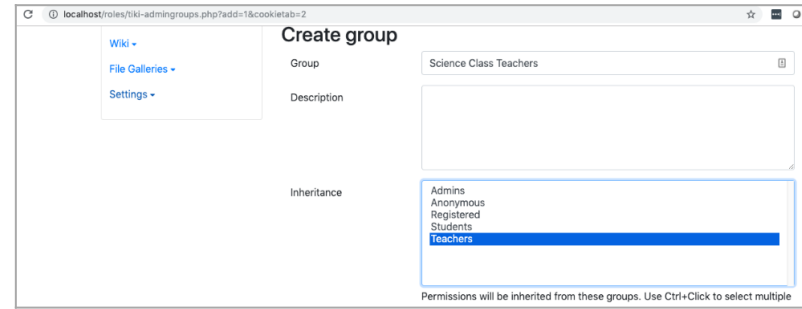 localhost/roles/tiki-admingroups.php?add=1&cookietab=2
Wiki
File Galleries
Settings
Create group
Group
Science Class Teachers
Description
Inheritance
Admins
Anonymous
Registered
Students
Teachers
Permissions will be inherited from these groups. Use Ctrl+Click to select multiple